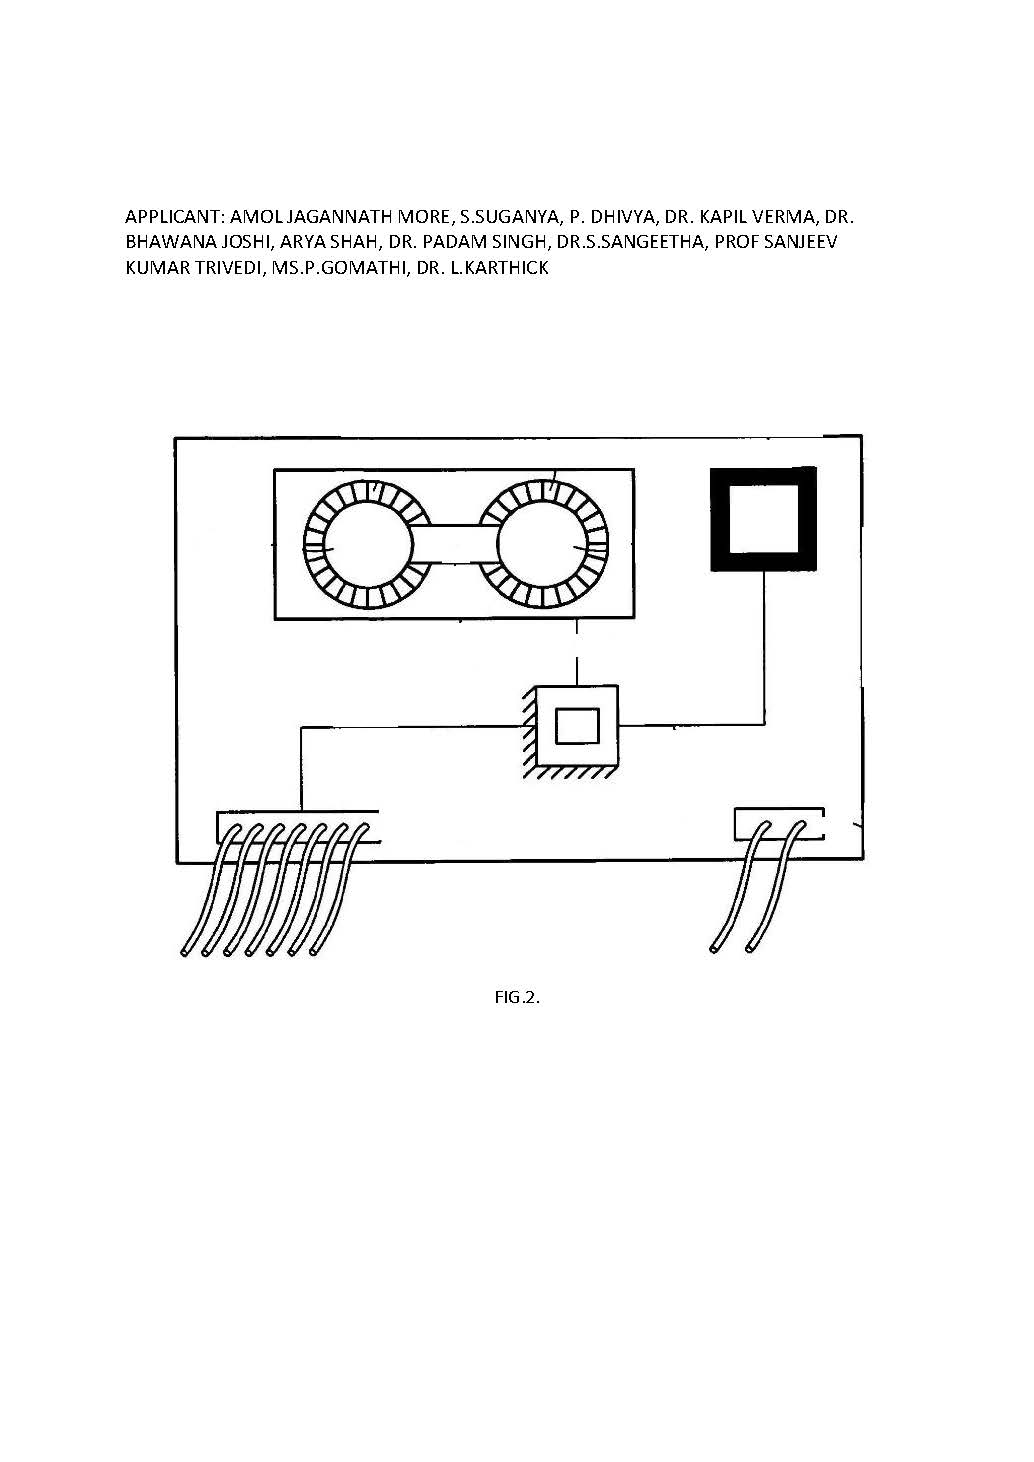 APPLICANT: AMOL JAGANNATH MORE, S.SUGANYA, P. DHIVYA, DR. KAPIL VERMA, DR.
BHAWANA JOSHI, ARYA SHAH, DR. PADAM SINGH, DR.S.SANGEETHA, PROF SANJEEV
KUMAR TRIVEDI, MS.P.GOMATHI, DR. L.KARTHICK
FIG.2.